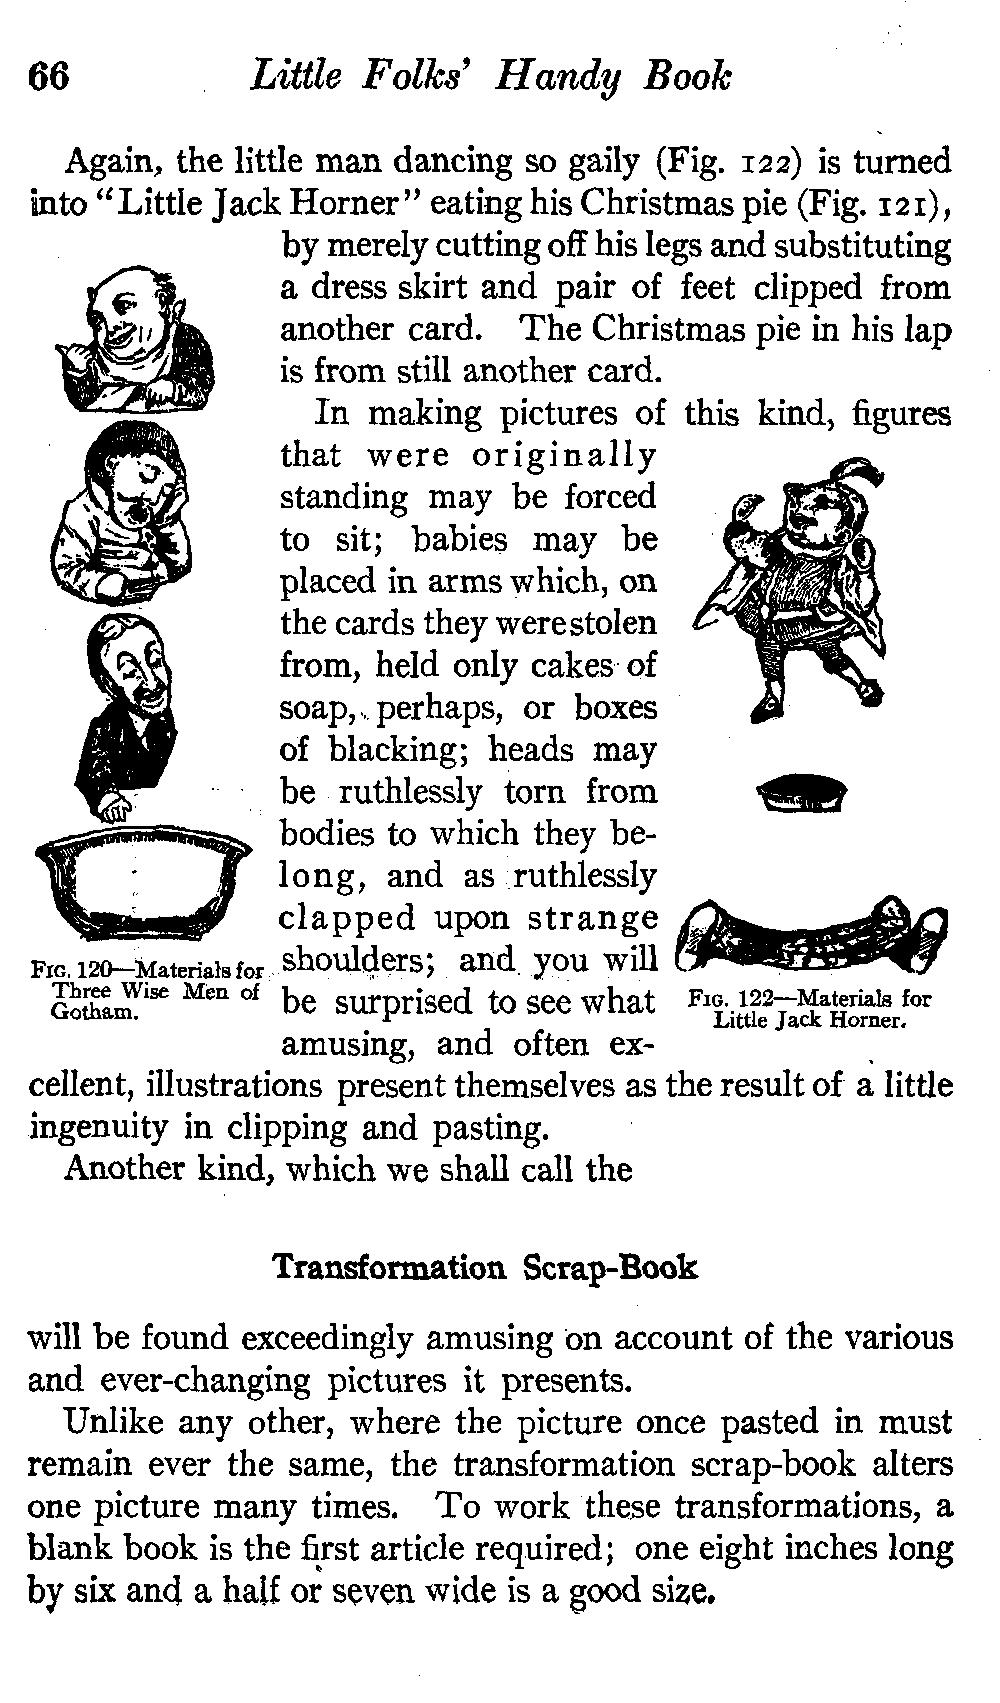 66 Little Folks' Handy Book
Again, the little man dancing so gaily (Fig. 122) is turned
into "Little Jack Horner" eating his Christmas pie (Fig. 121),
by merely cutting off his legs and substituting
a dress skirt and pair of feet clipped from
another card. The Christmas pie in his lap
is from still another card.
In making pictures of this kind, figures
that were originally
standing may be forced
to sit; babies may be
placed in arms which, on
the cards they were stolen
from, held only cakes of
soap, perhaps, or boxes
of blacking; heads may
be ruthlessly torn from
bodies to which they be-
long, and as ruthlessly
clapped upon strange
shoulders; and you will
be surprised to see what
amusing, and often ex-
cellent, illustrations present themselves as the result of a little
ingenuity in clipping and pasting.
Fig. 120—Materials for
Three Wise Men of
Gotham.
Fig. 122—Materials for
Little Jack Horner.
Another kind, which we shall call the
Transformation Scrap-Book
will be found exceedingly amusing on account of the various
and ever-changing pictures it presents.
Unlike any other, where the picture once pasted in must
remain ever the same, the transformation scrap-book alters
one picture many times. To work these transformations, a
blank book is the first article required; one eight inches long
by six and a half or seven wide is a good size.